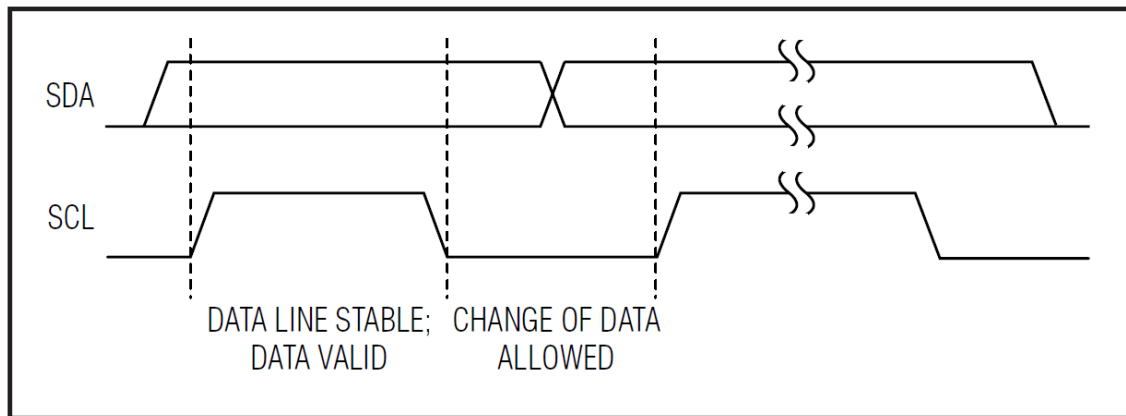 SDA
SCL
DATA LINE STABLE;
DATA VALID
CHANGE OF DATA
ALLOWED